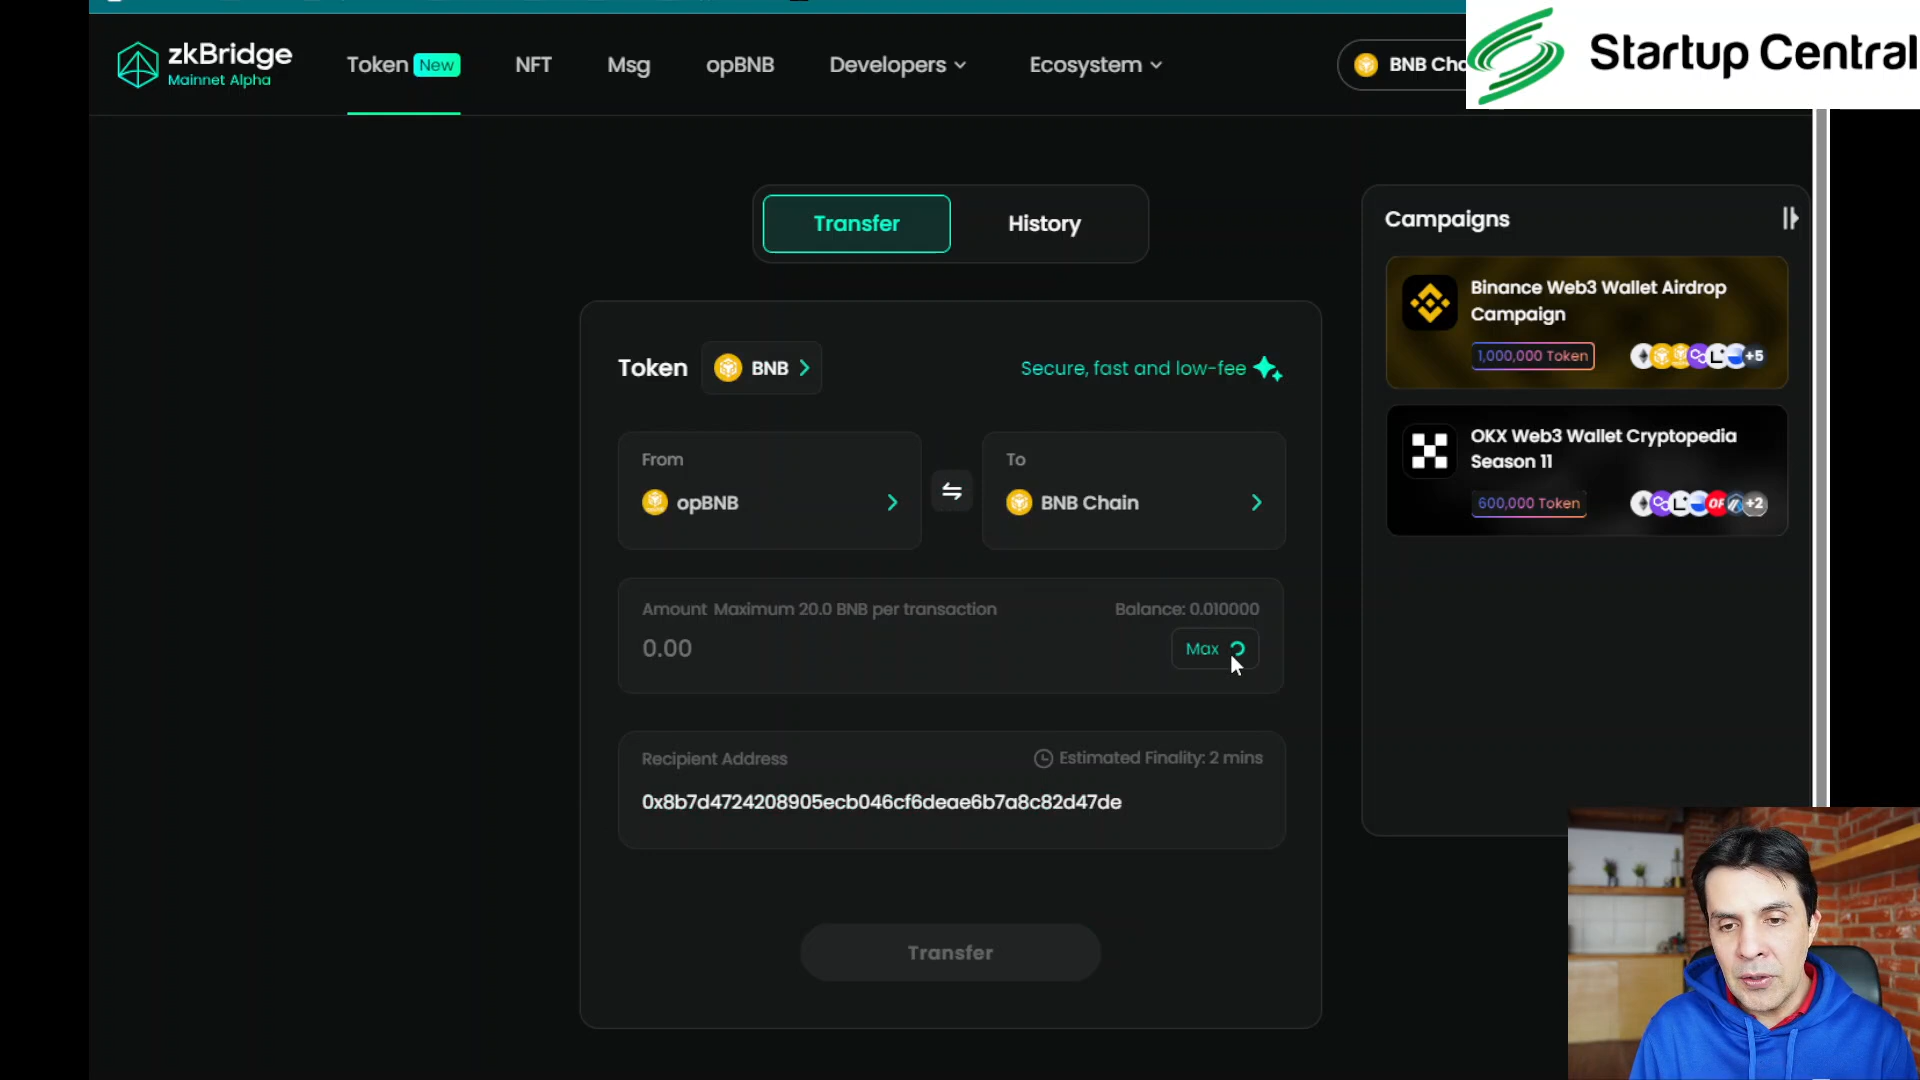 zkBridge
Mainnet Alpha
Token New
NFT
Msg
opBNB
Developers
Ecosystem
BNB
Startup Central
Transfer
History
Token
BNB
Secure, fast and low-fee
From
opBNB
To
BNB Chain
Amount Maximum 20.0 BNB per transaction
Balance: 0.010000
0.00
Max
Recipient Address
Estimated Finality: 2 mins
0x8b7d4724208905ecb046cf6deae6b7a8c82d47de
Transfer
Campaigns
Binance Web3 Wallet Airdrop
Campaign
1,000,000 Token
+5
OKX Web3 Wallet Cryptopedia
Season 11
600,000 Token
OP
+2